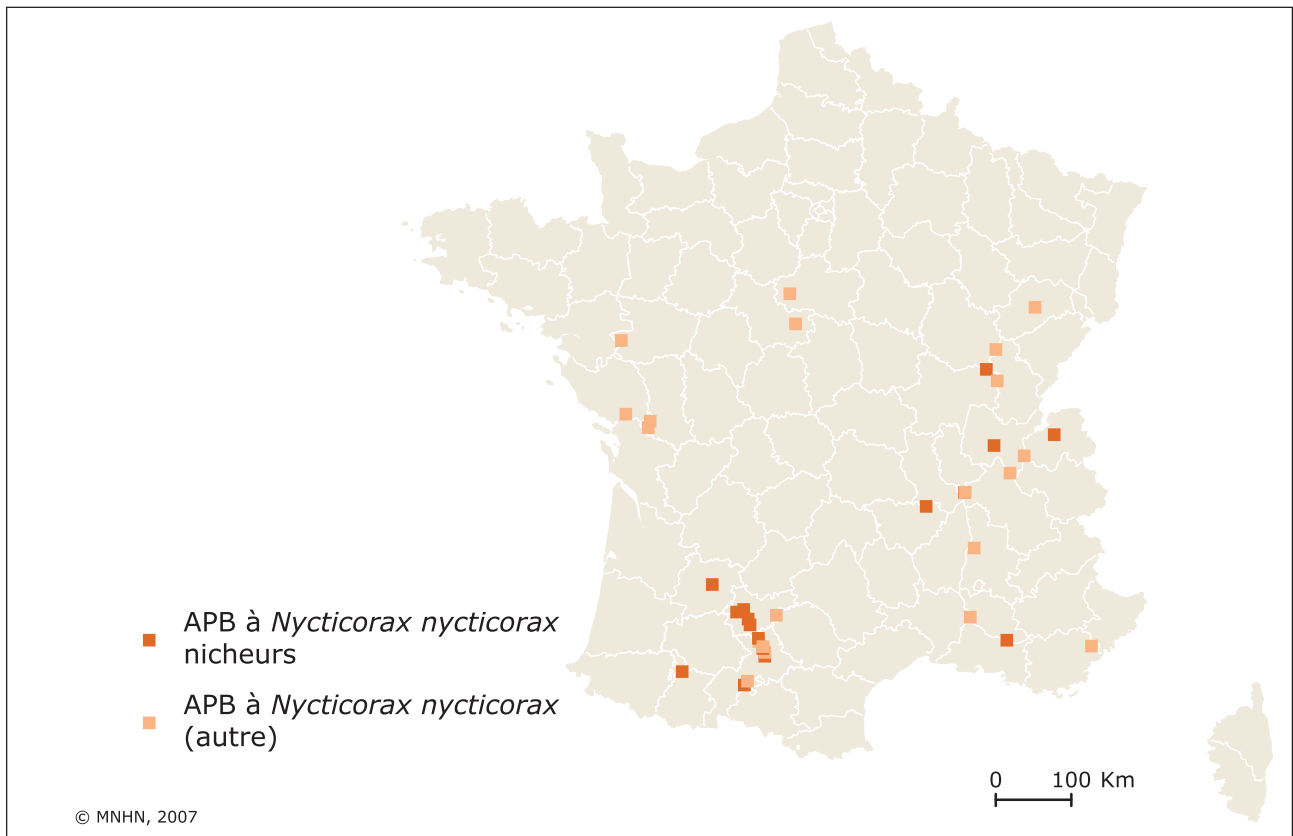 APB à Nycticorax nycticorax
nicheurs
APB à Nycticorax nycticorax
(autre)
0 100 Km
© MNHN, 2007